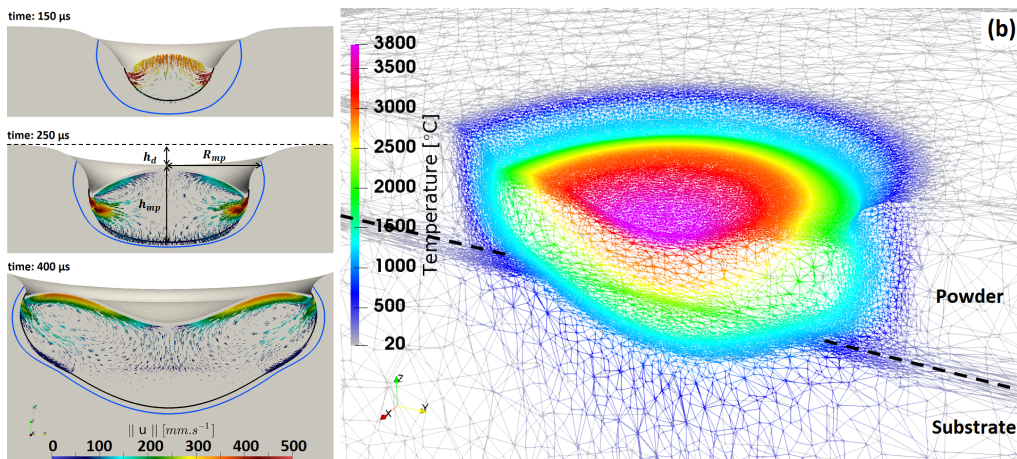 time: 150 μs
time: 250 μs
h_d
R_mp
h_mp
time: 400 μs
|| u || [mm.s⁻¹]
0 100 200 300 400 500
(b)
Temperature [°C]
3800
3500
3000
2500
2000
1500
1000
500
20
Z
X
Y
Powder
Substrate